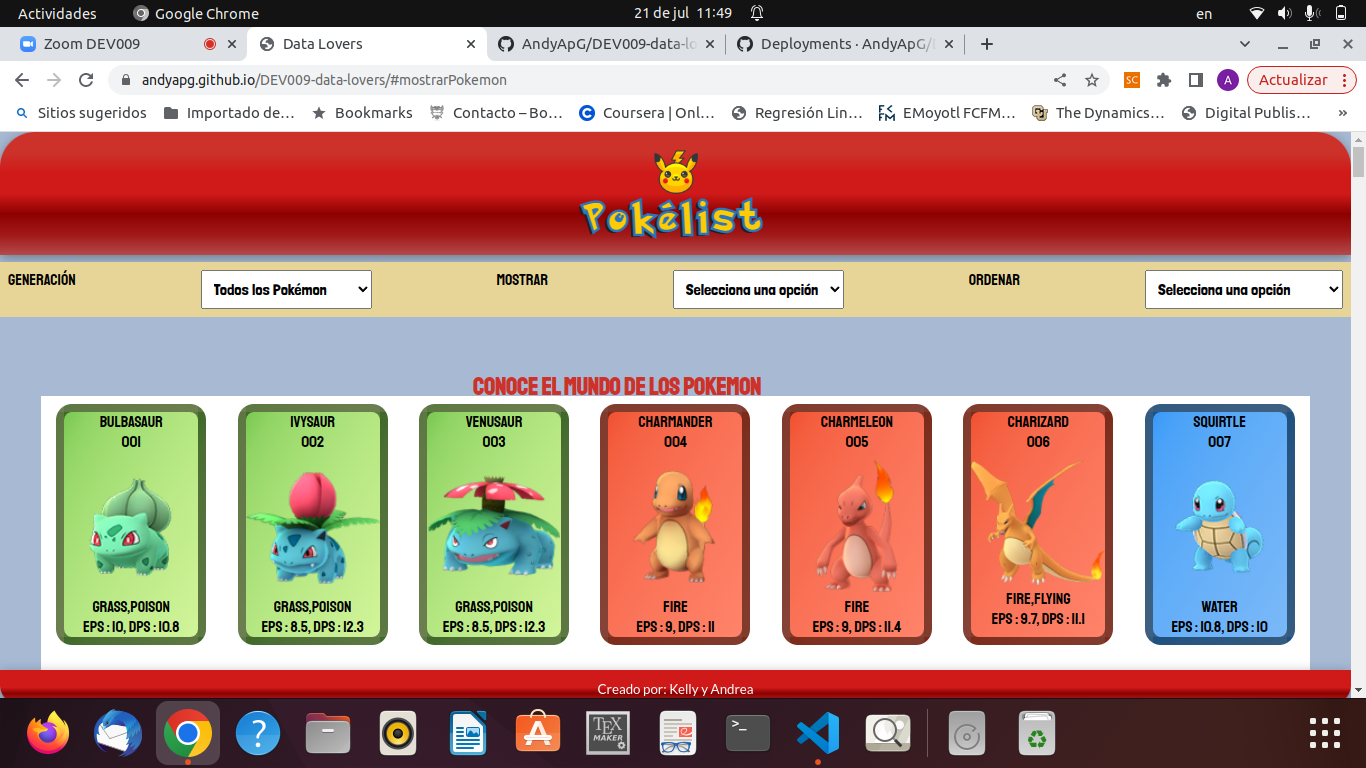 Actividades Google Chrome 21 de jul 11:49 en
Zoom DEV009 Data Lovers AndyApG/DEV009-data-lo Deployments · AndyApG/
andyapg.github.io/DEV009-data-lovers/#mostrarPokemon SC A Actualizar
Sitios sugeridos Importado de… Bookmarks Contacto – Bo… Coursera | Onl… Regresión Lin… EMoyotl FCFM… The Dynamics… Digital Publis… »
Pokélist
GENERACIÓN Todos los Pokémon MOSTRAR Selecciona una opción ORDENAR Selecciona una opción
CONOCE EL MUNDO DE LOS POKEMON
BULBASAUR IVYSAUR VENUSAUR CHARMANDER CHARMELEON CHARIZARD SQUIRTLE
001 002 003 004 005 006 007
GRASS,POISON GRASS,POISON GRASS,POISON FIRE FIRE FIRE,FLYING WATER
EPS : 10, DPS : 10.8 EPS : 8.5, DPS : 12.3 EPS : 8.5, DPS : 12.3 EPS : 9, DPS : 11 EPS : 9, DPS : 11.4 EPS : 9.7, DPS : 11.1 EPS : 10.8, DPS : 10
Creado por: Kelly y Andrea
TEX
MAKER